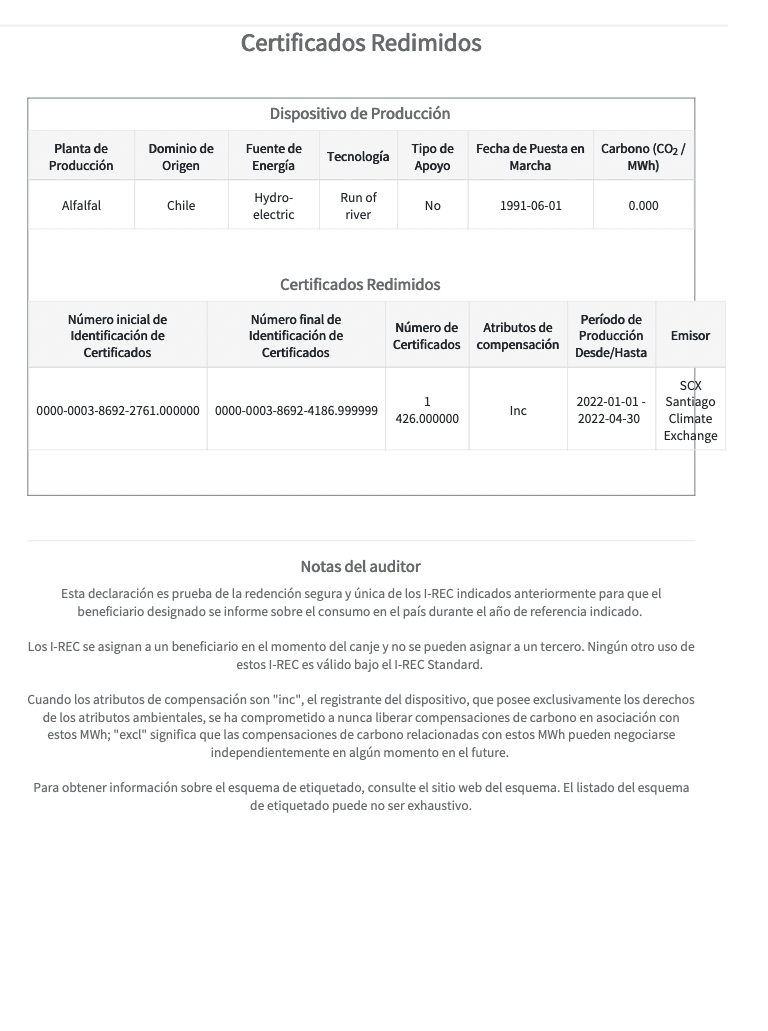 Certificados Redimidos
Dispositivo de Producción
Planta de Producción
Dominio de Origen
Fuente de Energía
Tecnología
Tipo de Apoyo
Fecha de Puesta en Marcha
Carbono (CO₂ / MWh)
Alfalfal
Chile
Hydro-electric
Run of river
No
1991-06-01
0.000
Certificados Redimidos
Número inicial de Identificación de Certificados
Número final de Identificación de Certificados
Número de Certificados
Atributos de compensación
Período de Producción Desde/Hasta
Emisor
0000-0003-8692-2761.000000
0000-0003-8692-4186.999999
1 426.000000
Inc
2022-01-01 - 2022-04-30
SCX Santiago Climate Exchange
Notas del auditor
Esta declaración es prueba de la redención segura y única de los I-REC indicados anteriormente para que el
beneficiario designado se informe sobre el consumo en el país durante el año de referencia indicado.
Los I-REC se asignan a un beneficiario en el momento del canje y no se pueden asignar a un tercero. Ningún otro uso de
estos I-REC es válido bajo el I-REC Standard.
Cuando los atributos de compensación son "inc", el registrante del dispositivo, que posee exclusivamente los derechos
de los atributos ambientales, se ha comprometido a nunca liberar compensaciones de carbono en asociación con
estos MWh; "excl" significa que las compensaciones de carbono relacionadas con estos MWh pueden negociarse
independientemente en algún momento en el future.
Para obtener información sobre el esquema de etiquetado, consulte el sitio web del esquema. El listado del esquema
de etiquetado puede no ser exhaustivo.